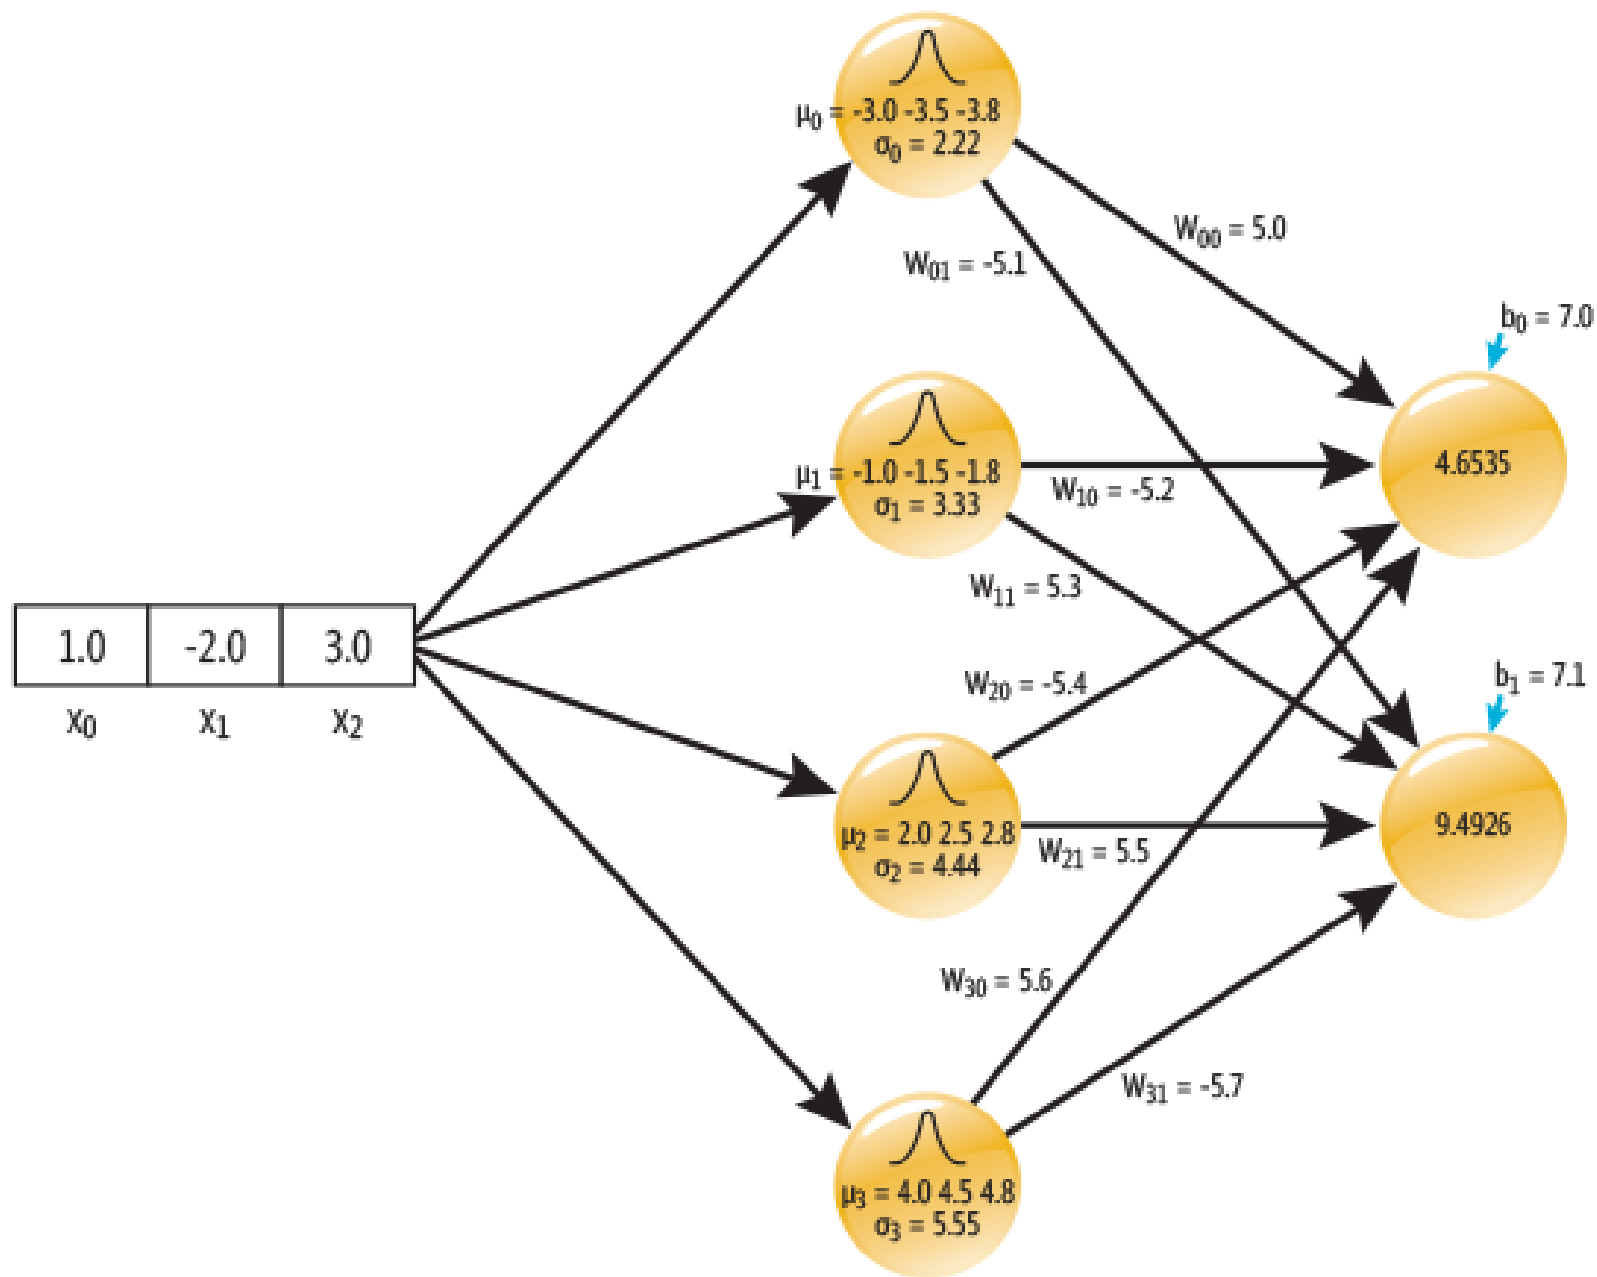 μ0 = -3.0 -3.5 -3.8
σ0 = 2.22
W00 = 5.0
W01 = -5.1
b0 = 7.0
μ1 = -1.0 -1.5 -1.8
σ1 = 3.33
4.6535
W10 = -5.2
W11 = 5.3
1.0 -2.0 3.0
x0 x1 x2
W20 = -5.4
b1 = 7.1
μ2 = 2.0 2.5 2.8
σ2 = 4.44
9.4926
W21 = 5.5
W30 = 5.6
W31 = -5.7
μ3 = 4.0 4.5 4.8
σ3 = 5.55